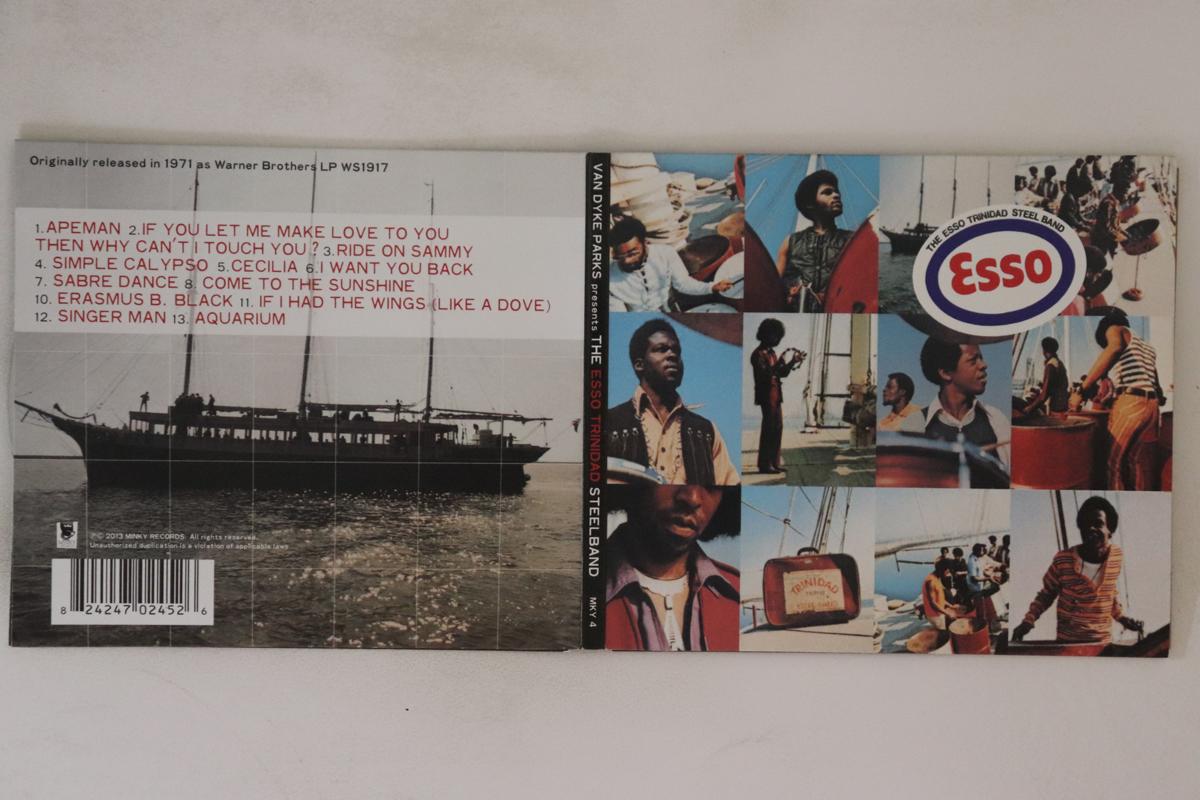 Originally released in 1971 as Warner Brothers LP WS1917
1. APEMAN 2. IF YOU LET ME MAKE LOVE TO YOU
THEN WHY CAN'T I TOUCH YOU? 3. RIDE ON SAMMY
4. SIMPLE CALYPSO 5. CECILIA 6. I WANT YOU BACK
7. SABRE DANCE 8. COME TO THE SUNSHINE
10. ERASMUS B. BLACK 11. IF I HAD THE WINGS (LIKE A DOVE)
12. SINGER MAN 13. AQUARIUM
℗© 2013 MINKY RECORDS. All rights reserved.
Unauthorized duplication is a violation of applicable laws
8 24247 02452 6
VAN DYKE PARKS presents THE ESSO TRINIDAD STEELBAND MKY 4
THE ESSO TRINIDAD STEEL BAND
Esso
TRINIDAD